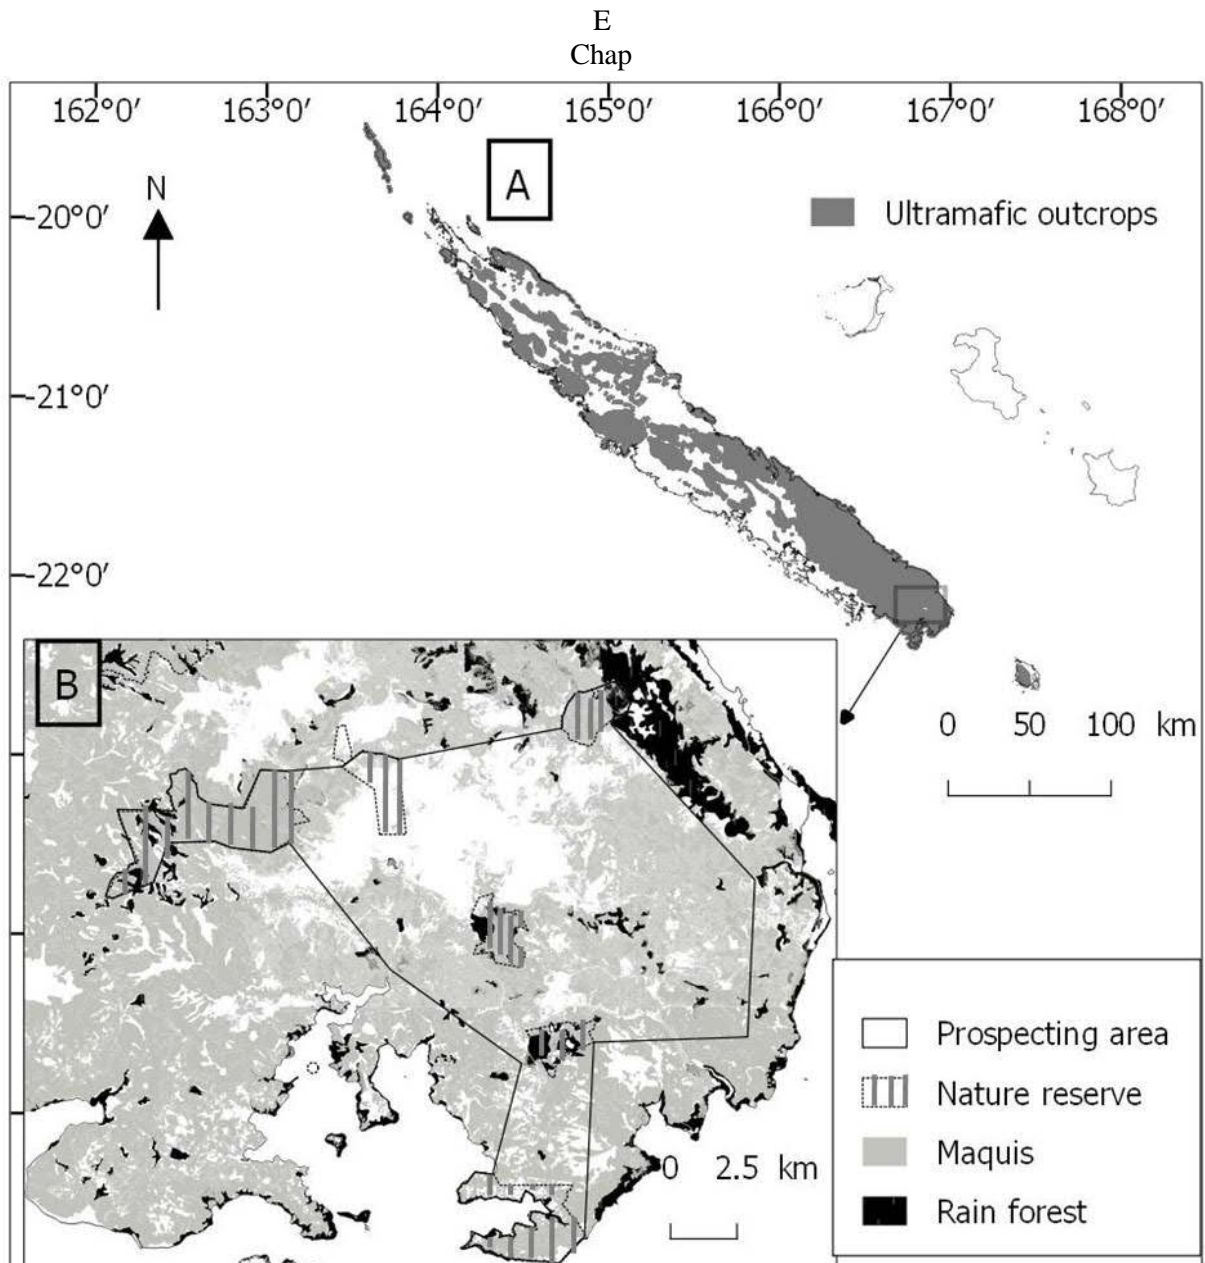 E
Chap
162°0′ 163°0′ 164°0′ 165°0′ 166°0′ 167°0′ 168°0′
A
N
Ultramafic outcrops
-20°0′
-21°0′
-22°0′
B
F
0 50 100 km
Prospecting area
Nature reserve
Maquis
Rain forest
0 2.5 km